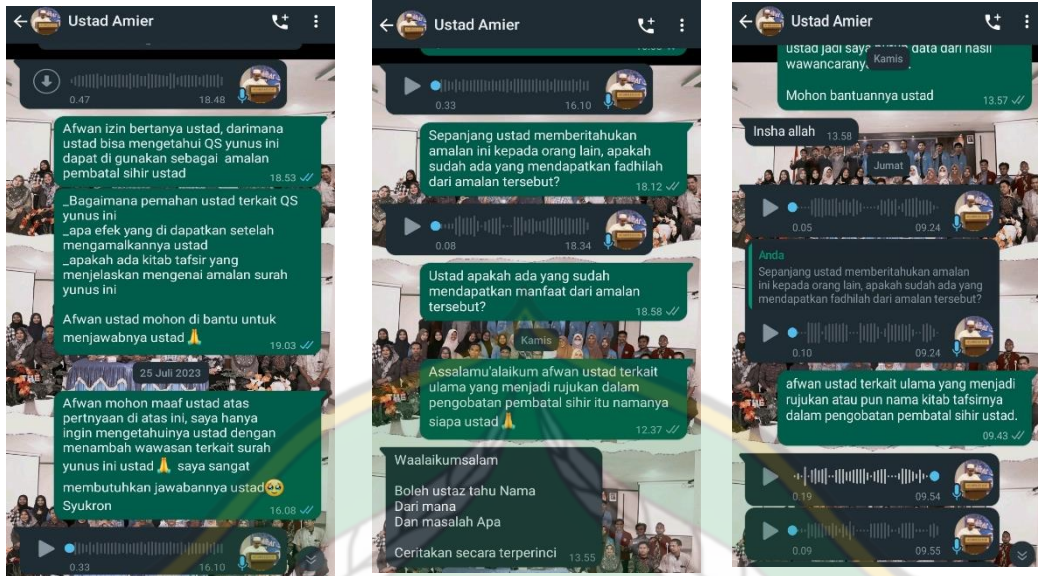 Ustad Amier
0.47 18.48
Afwan izin bertanya ustad, darimana
ustad bisa mengetahui QS yunus ini
dapat di gunakan sebagai amalan
pembatal sihir ustad
18.53
_Bagaimana pemahan ustad terkait QS
yunus ini
_apa efek yang di dapatkan setelah
mengamalkannya ustad
_apakah ada kitab tafsir yang
menjelaskan mengenai amalan surah
yunus ini
Afwan ustad mohon di bantu untuk
menjawabnya ustad🙏
19.03
25 Juli 2023
Afwan mohon maaf ustad atas
pertnyaan di atas ini, saya hanya
ingin mengetahuinya ustad dengan
menambah wawasan terkait surah
yunus ini ustad🙏 saya sangat
membutuhkan jawabannya ustad🥹
Syukron
16.08
0.33 16.10
Ustad Amier
0.33 16.10
Sepanjang ustad memberitahukan
amalan ini kepada orang lain, apakah
sudah ada yang mendapatkan fadhilah
dari amalan tersebut?
18.12
0.08 18.34
Ustad apakah ada yang sudah
mendapatkan manfaat dari amalan
tersebut?
18.58
Kamis
Assalamu'alaikum afwan ustad terkait
ulama yang menjadi rujukan dalam
pengobatan pembatal sihir itu namanya
siapa ustad🙏
12.37
Waalaikumsalam
Boleh ustaz tahu Nama
Dari mana
Dan masalah Apa
Ceritakan secara terperinci
13.55
Ustad Amier
ustad jadi saya data dari hasil
Kamis
Mohon bantuannya ustad
13.57
Insha allah 13.58
Jumat
0.05 09.24
Anda
Sepanjang ustad memberitahukan amalan
ini kepada orang lain, apakah sudah ada yang
mendapatkan fadhilah dari amalan tersebut?
0.10 09.24
afwan ustad terkait ulama yang menjadi
rujukan atau pun nama kitab tafsirnya
dalam pengobatan pembatal sihir ustad.
09.43
0.19 09.54
0.09 09.55